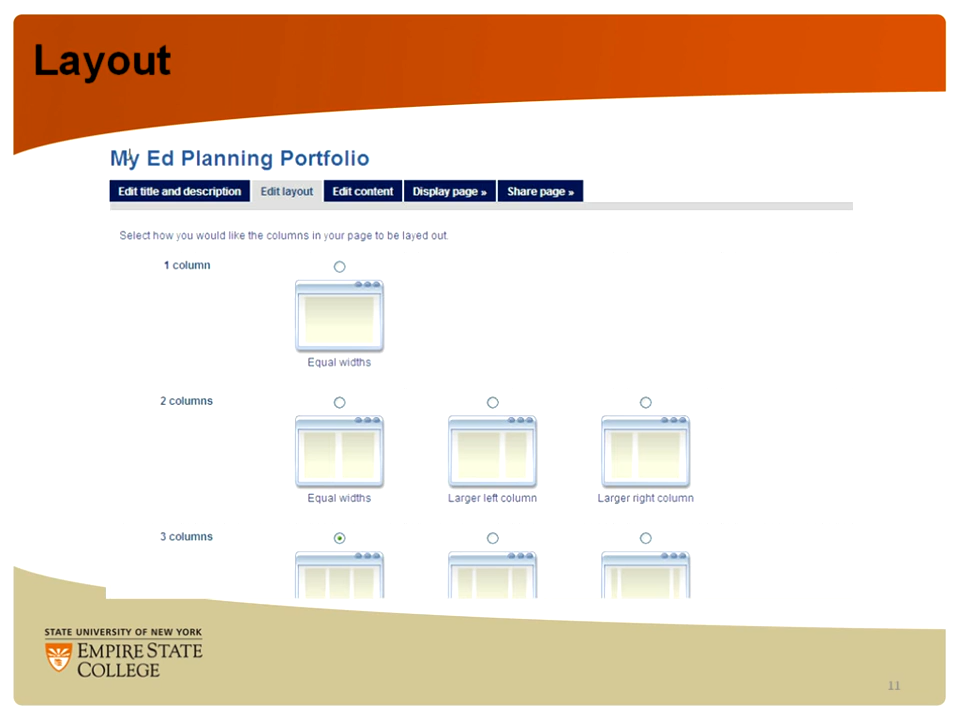 Layout
My Ed Planning Portfolio
Edit title and description Edit layout Edit content Display page » Share page »
Select how you would like the columns in your page to be layed out.
1 column
Equal widths
2 columns
Equal widths Larger left column Larger right column
3 columns
STATE UNIVERSITY OF NEW YORK
EMPIRE STATE
COLLEGE
11